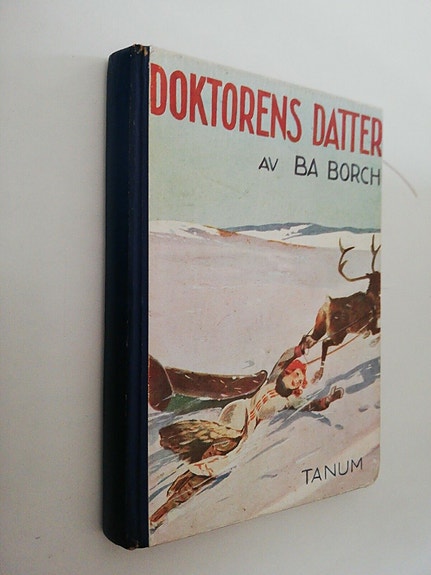 DOKTORENS DATTER
AV BA BORCH
TANUM